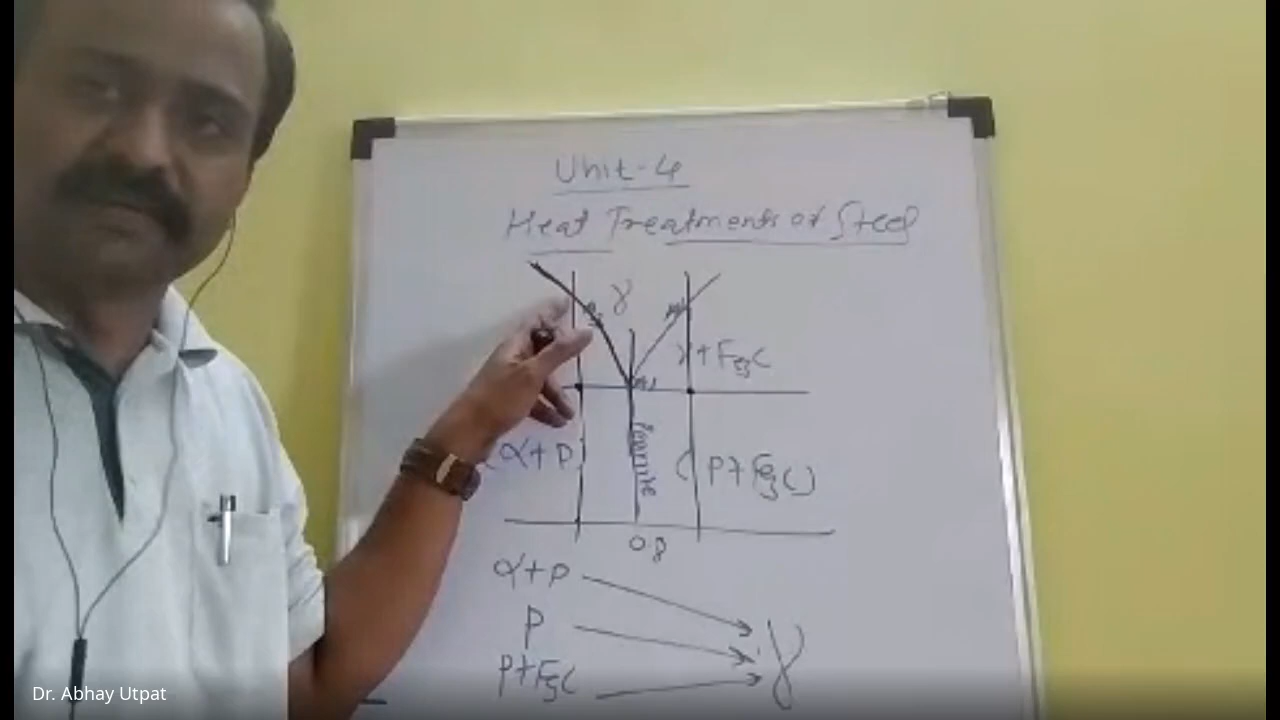 Unit-4
Heat Treatments of Steel
γ
γ+Fe3C
(α+P)
Pearlite
(P+Fe3C)
0.8
α+P
P
γ
P+Fe3C
Dr. Abhay Utpat